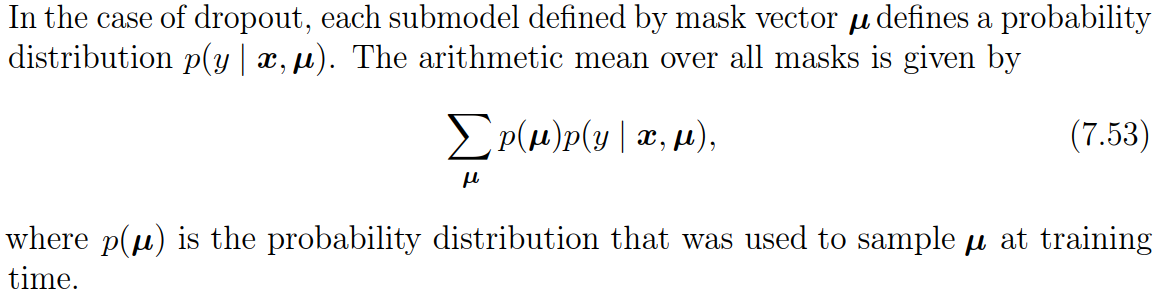 In the case of dropout, each submodel defined by mask vector μ defines a probability
distribution p(y | x, μ). The arithmetic mean over all masks is given by
∑_μ p(μ)p(y | x, μ), (7.53)
where p(μ) is the probability distribution that was used to sample μ at training
time.